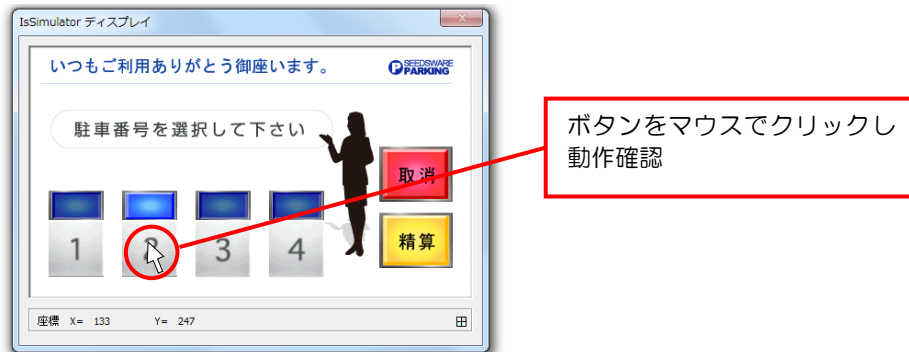 IsSimulator ディスプレイ
いつもご利用ありがとう御座います。
SEEDSWARE
PARKING
駐車番号を選択して下さい
取消
精算
1 2 3 4
座標 X= 133 Y= 247
ボタンをマウスでクリックし
動作確認